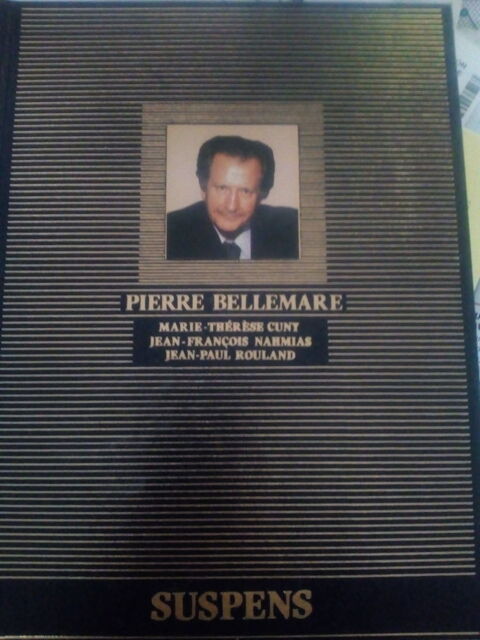 PIERRE BELLEMARE
MARIE-THÉRÈSE CUNY
JEAN-FRANÇOIS NAHMIAS
JEAN-PAUL ROULAND
SUSPENS